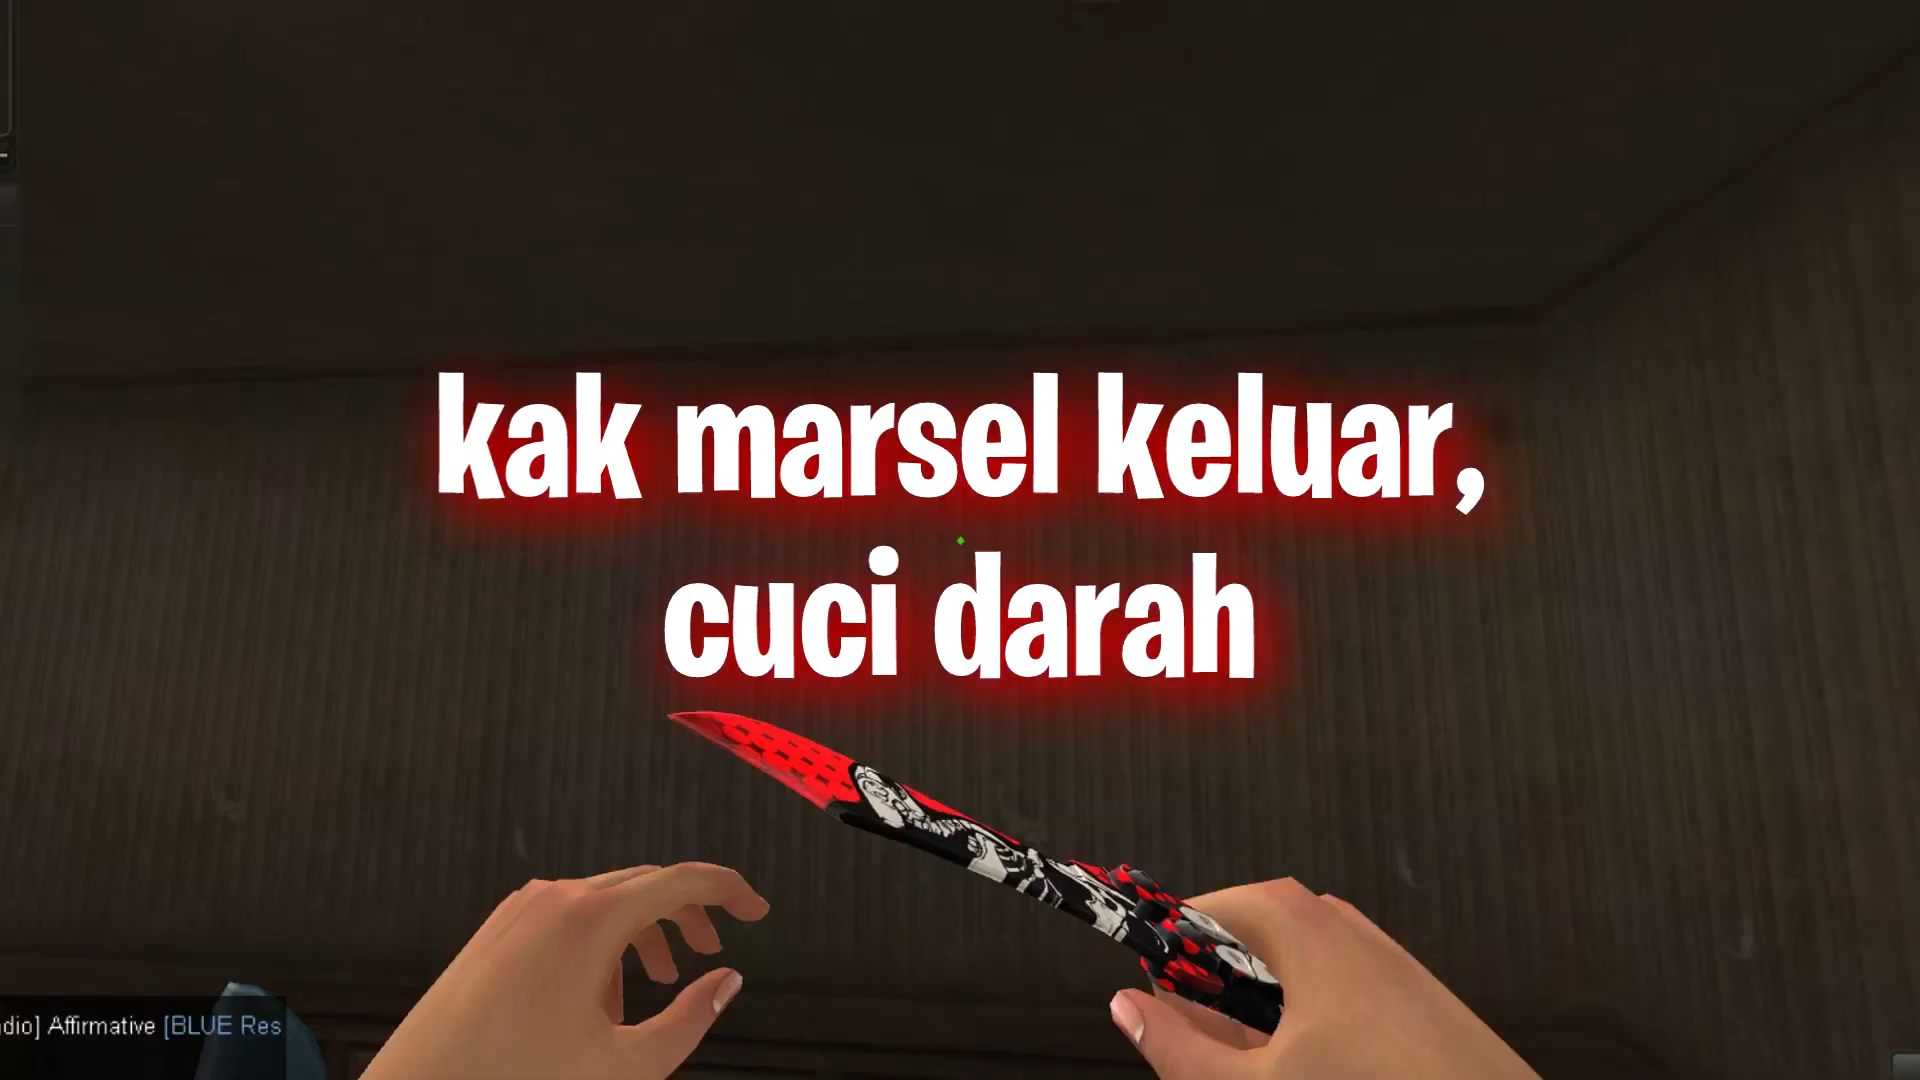 kak marsel keluar,
cuci darah
dio] Affirmative [BLUE Res